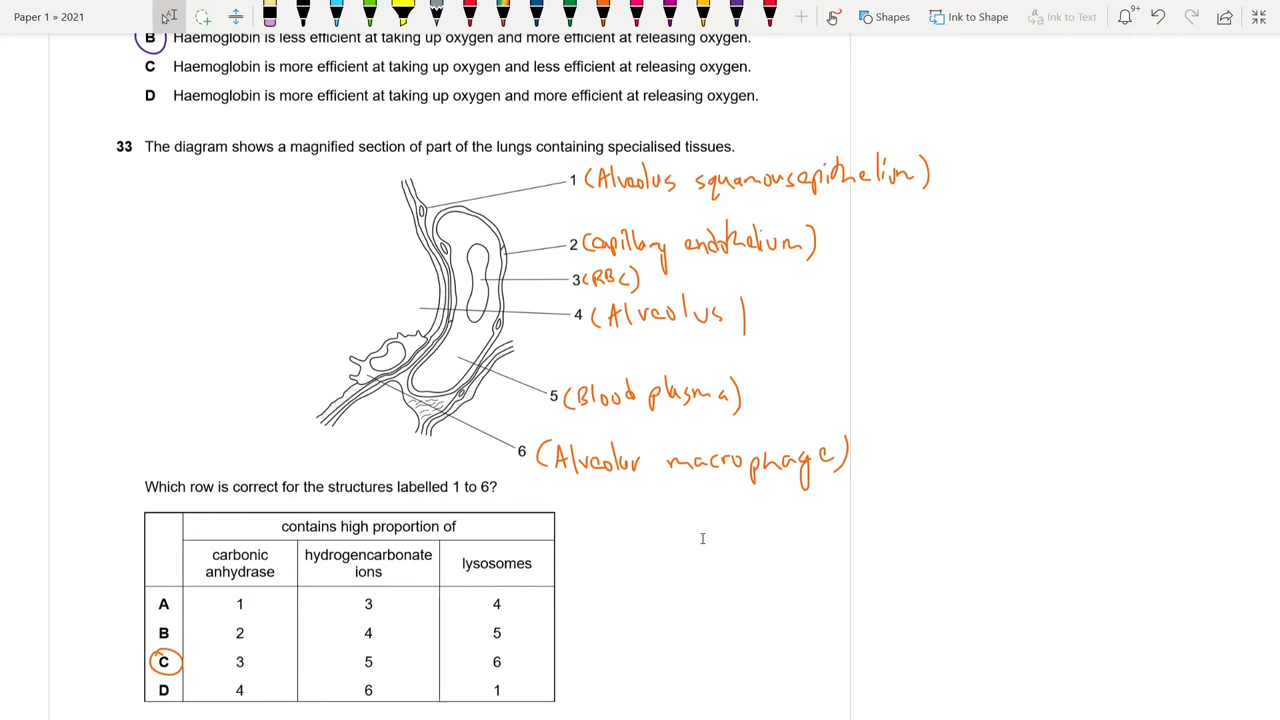 Paper 1 » 2021
Shapes
Ink to Shape
Ink to Text
9+
B Haemoglobin is less efficient at taking up oxygen and more efficient at releasing oxygen.
C Haemoglobin is more efficient at taking up oxygen and less efficient at releasing oxygen.
D Haemoglobin is more efficient at taking up oxygen and more efficient at releasing oxygen.
33 The diagram shows a magnified section of part of the lungs containing specialised tissues.
1 (Alveolus squamous epithelium)
2 (Capillary endothelium)
3 (RBC)
4 (Alveolus)
5 (Blood plasma)
6 (Alveolar macrophage)
Which row is correct for the structures labelled 1 to 6?
contains high proportion of
carbonic anhydrase hydrogencarbonate ions lysosomes
A 1 3 4
B 2 4 5
C 3 5 6
D 4 6 1